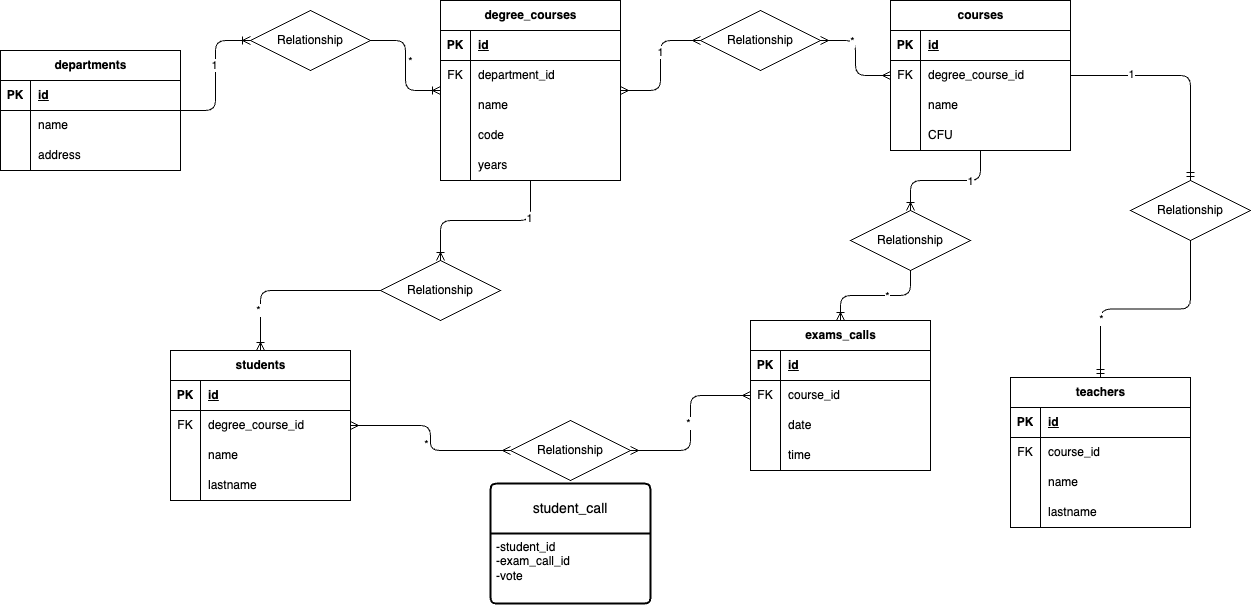 departments
PK id
name
address
1
Relationship
*
degree_courses
PK id
FK department_id
name
code
years
1
Relationship
*
courses
PK id
FK degree_course_id
name
CFU
1
Relationship
*
1
Relationship
*
1
Relationship
*
students
PK id
FK degree_course_id
name
lastname
*
Relationship
*
student_call
-student_id
-exam_call_id
-vote
exams_calls
PK id
FK course_id
date
time
teachers
PK id
FK course_id
name
lastname